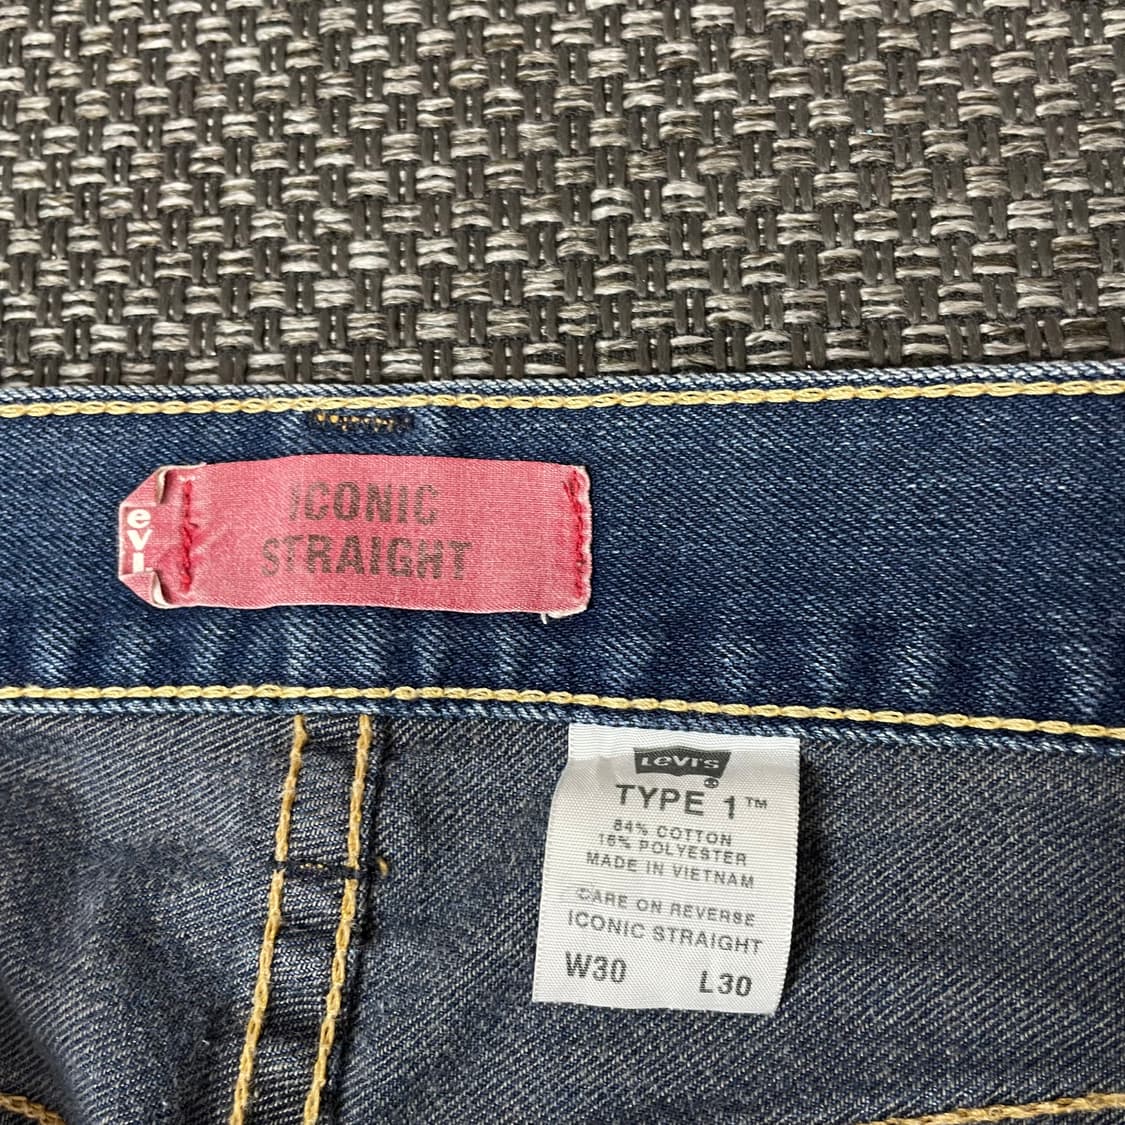 evi
ICONIC
STRAIGHT
Levi's
®
TYPE 1™
84% COTTON
16% POLYESTER
MADE IN VIETNAM
CARE ON REVERSE
ICONIC STRAIGHT
W30 L30